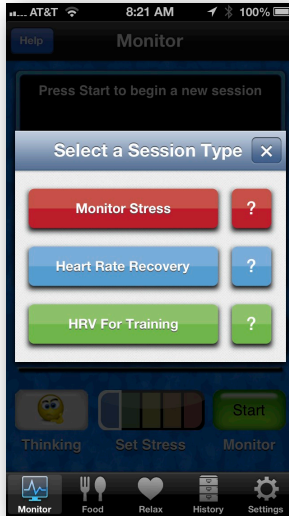 AT&T 8:21 AM 100%
Help Monitor
Press Start to begin a new session
Select a Session Type
Monitor Stress ?
Heart Rate Recovery ?
HRV For Training ?
Start
Thinking Set Stress Monitor
Monitor Food Relax History Settings